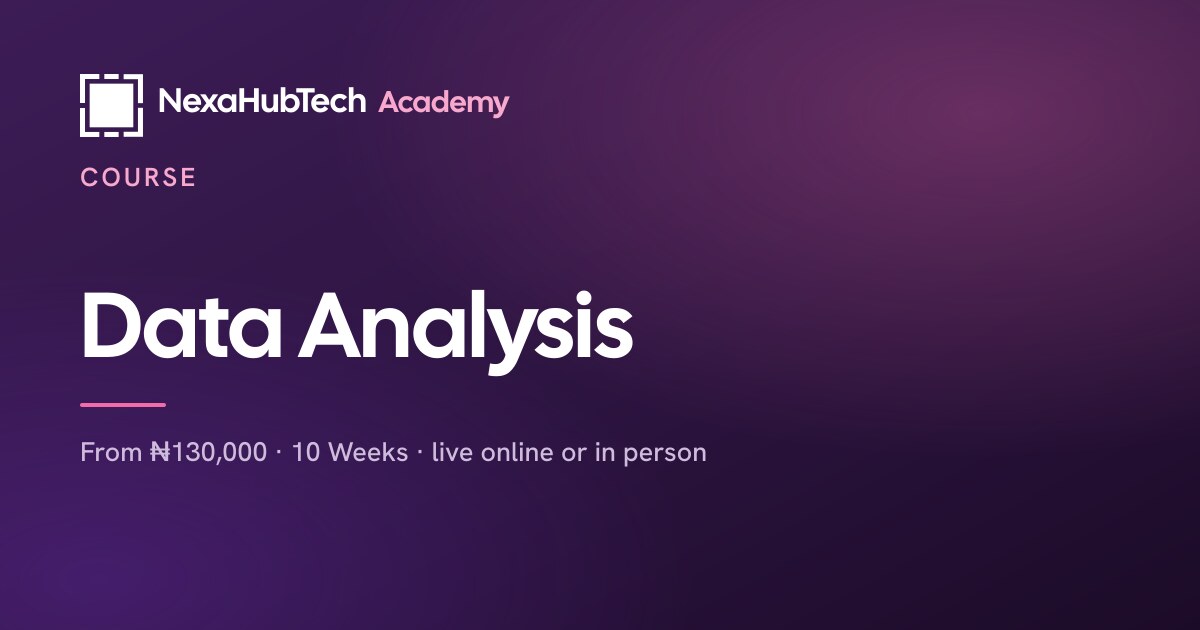 NexaHubTech Academy
COURSE
Data Analysis
From ₦130,000 · 10 Weeks · live online or in person